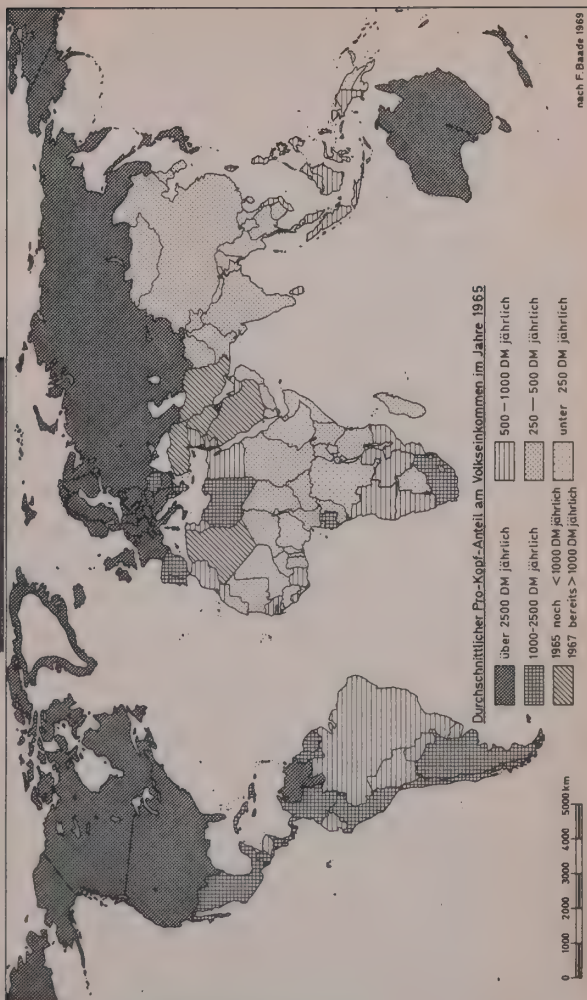 Durchschnittlicher Pro-Kopf-Anteil am Volkseinkommen im Jahre 1965
über 2500 DM jährlich
1000-2500 DM jährlich
1965 noch < 1000 DM jährlich
1967 bereits > 1000 DM jährlich
500 – 1000 DM jährlich
250 — 500 DM jährlich
unter 250 DM jährlich
0 1000 2000 3000 4000 5000 km
nach F. Baade 1969